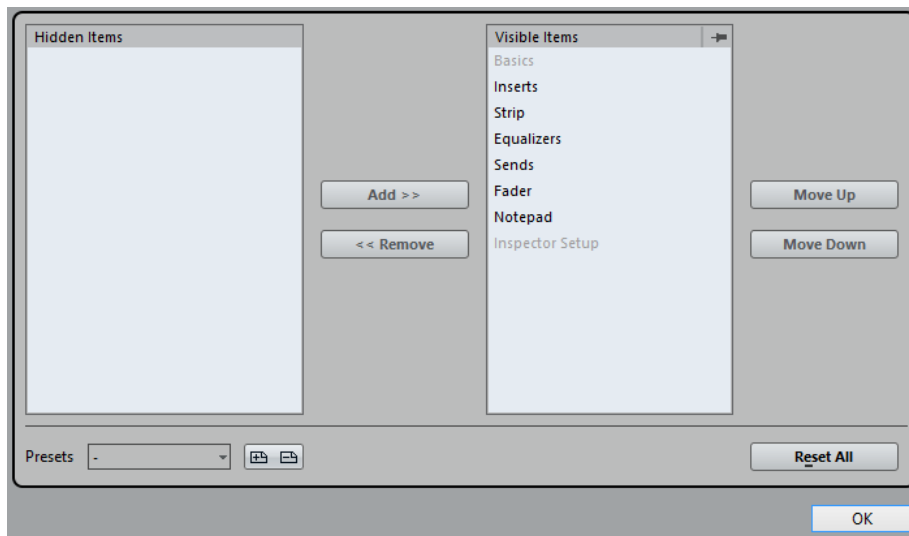 Hidden Items
Visible Items
Basics
Inserts
Strip
Equalizers
Sends
Fader
Notepad
Inspector Setup
Add >>
<< Remove
Move Up
Move Down
Presets
-
Reset All
OK